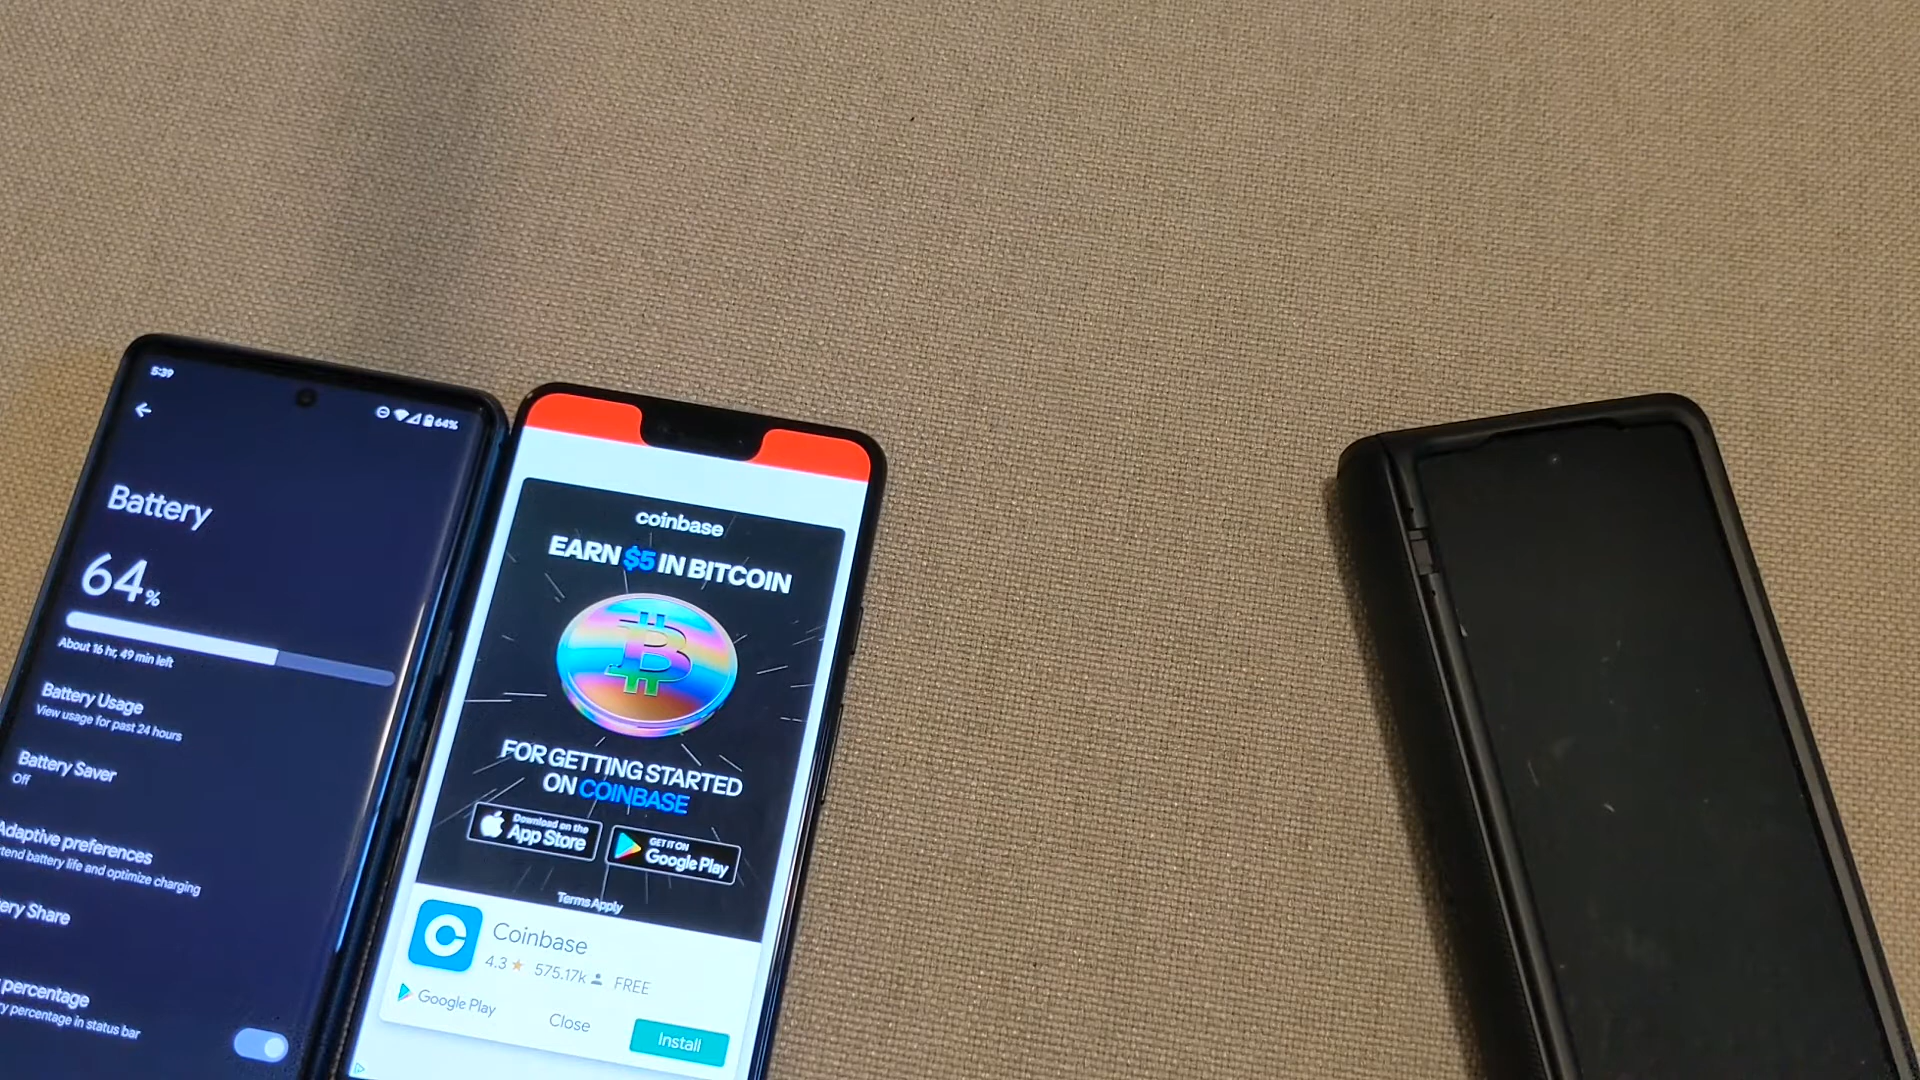 5:39
64%
Battery
64%
About 16 hr, 49 min left
Battery Usage
View usage for past 24 hours
Battery Saver
Off
Adaptive preferences
tend battery life and optimize charging
ery Share
percentage
ry percentage in status bar
coinbase
EARN $5 IN BITCOIN
B
FOR GETTING STARTED
ON COINBASE
Download on the
App Store
GET IT ON
Google Play
Terms Apply
Coinbase
4.3 575.17k FREE
Google Play
Close
Install